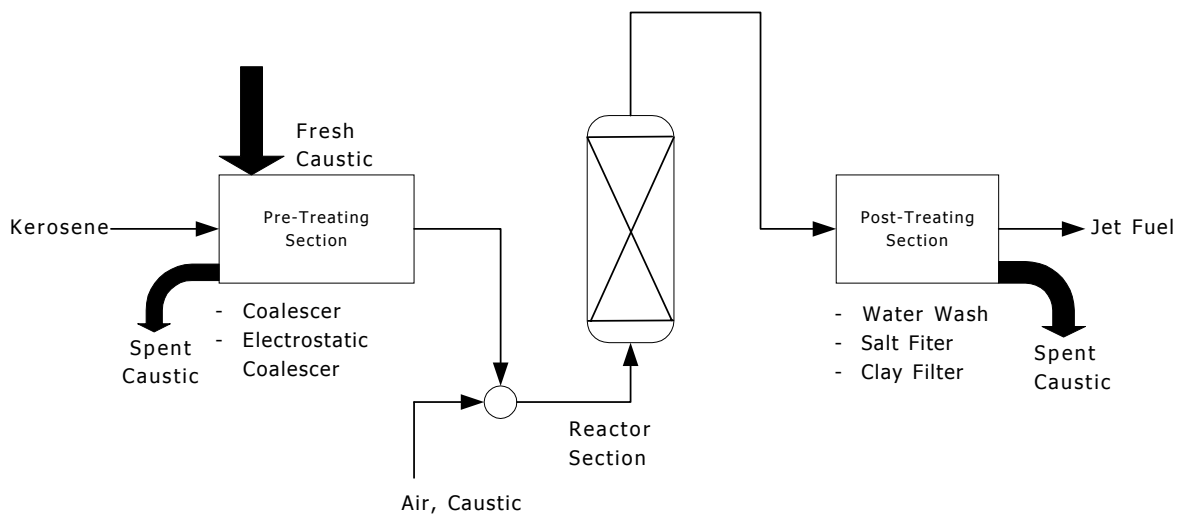 Fresh
Caustic
Kerosene
Pre-Treating
Section
Post-Treating
Section
Jet Fuel
- Coalescer
- Electrostatic
Coalescer
Spent
Caustic
- Water Wash
- Salt Fiter
- Clay Filter
Spent
Caustic
Reactor
Section
Air, Caustic